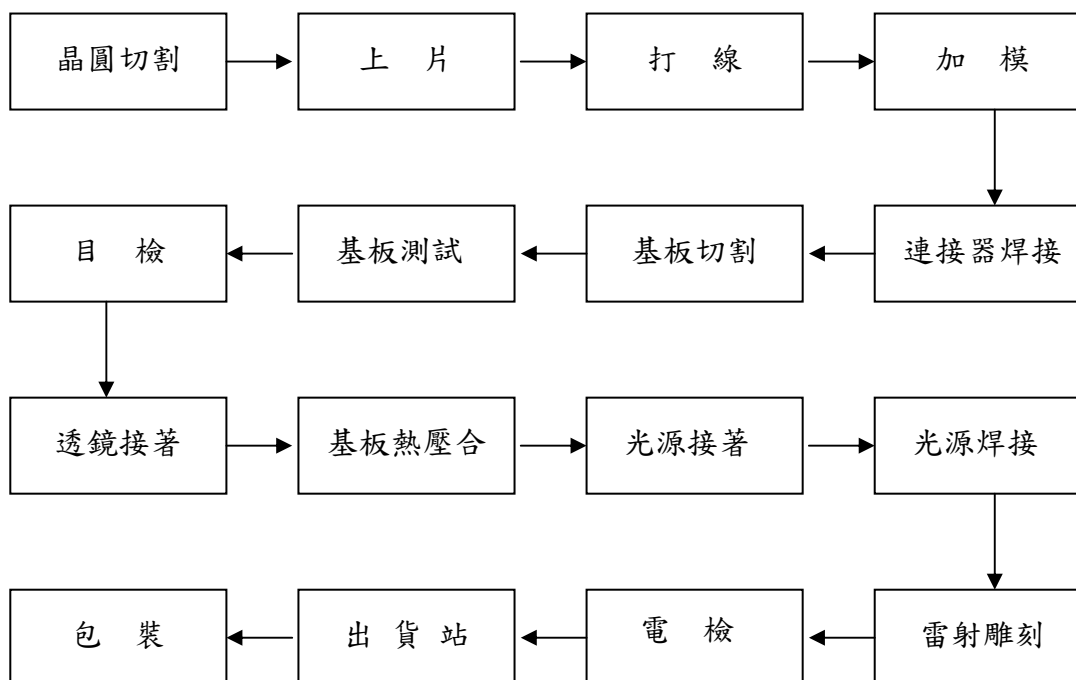 晶圓切割
上 片
打 線
加 模
連接器焊接
基板切割
基板測試
目 檢
透鏡接著
基板熱壓合
光源接著
光源焊接
雷射雕刻
電 檢
出 貨 站
包 裝